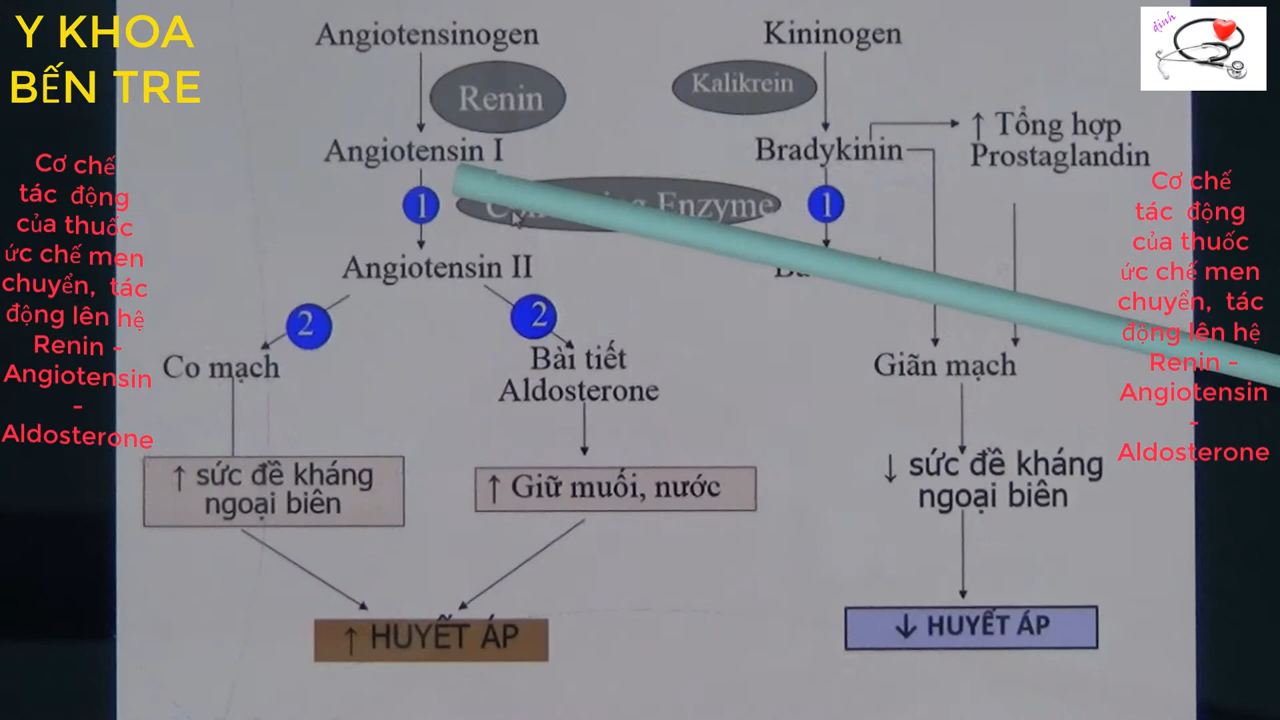 Y KHOA
BẾN TRE
Cơ chế
tác động
của thuốc
ức chế men
chuyển, tác
động lên hệ
Renin -
Angiotensin
-
Aldosterone
Angiotensinogen
Renin
Angiotensin I
1
Enzyme
Angiotensin II
2
2
Co mạch
Bài tiết
Aldosterone
↑ sức đề kháng
ngoại biên
↑ Giữ muối, nước
↑ HUYẾT ÁP
Kininogen
Kalikrein
Bradykinin
↑ Tổng hợp
Prostaglandin
1
Giãn mạch
↓ sức đề kháng
ngoại biên
↓ HUYẾT ÁP
định
Cơ chế
tác động
của thuốc
ức chế men
chuyển, tác
động lên hệ
Renin -
Angiotensin
-
Aldosterone